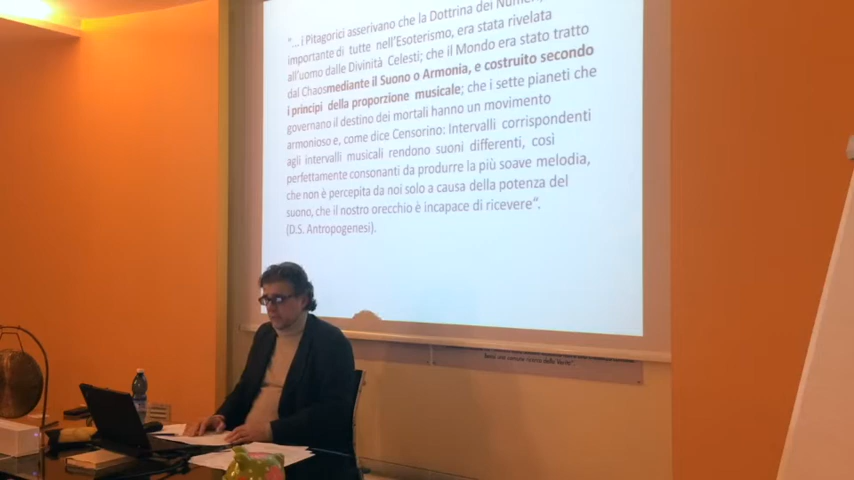 "... i Pitagorici asserivano che la Dottrina dei Numeri,
importante di tutte nell'Esoterismo, era stata rivelata
all'uomo dalle Divinità Celesti; che il Mondo era stato tratto
dal Chaosmediante il Suono o Armonia, e costruito secondo
i principi della proporzione musicale; che i sette pianeti che
governano il destino dei mortali hanno un movimento
armonioso e, come dice Censorino: Intervalli corrispondenti
agli intervalli musicali rendono suoni differenti, così
perfettamente consonanti da produrre la più soave melodia,
che non è percepita da noi solo a causa della potenza del
suono, che il nostro orecchio è incapace di ricevere".
(D.S. Antropogenesi).